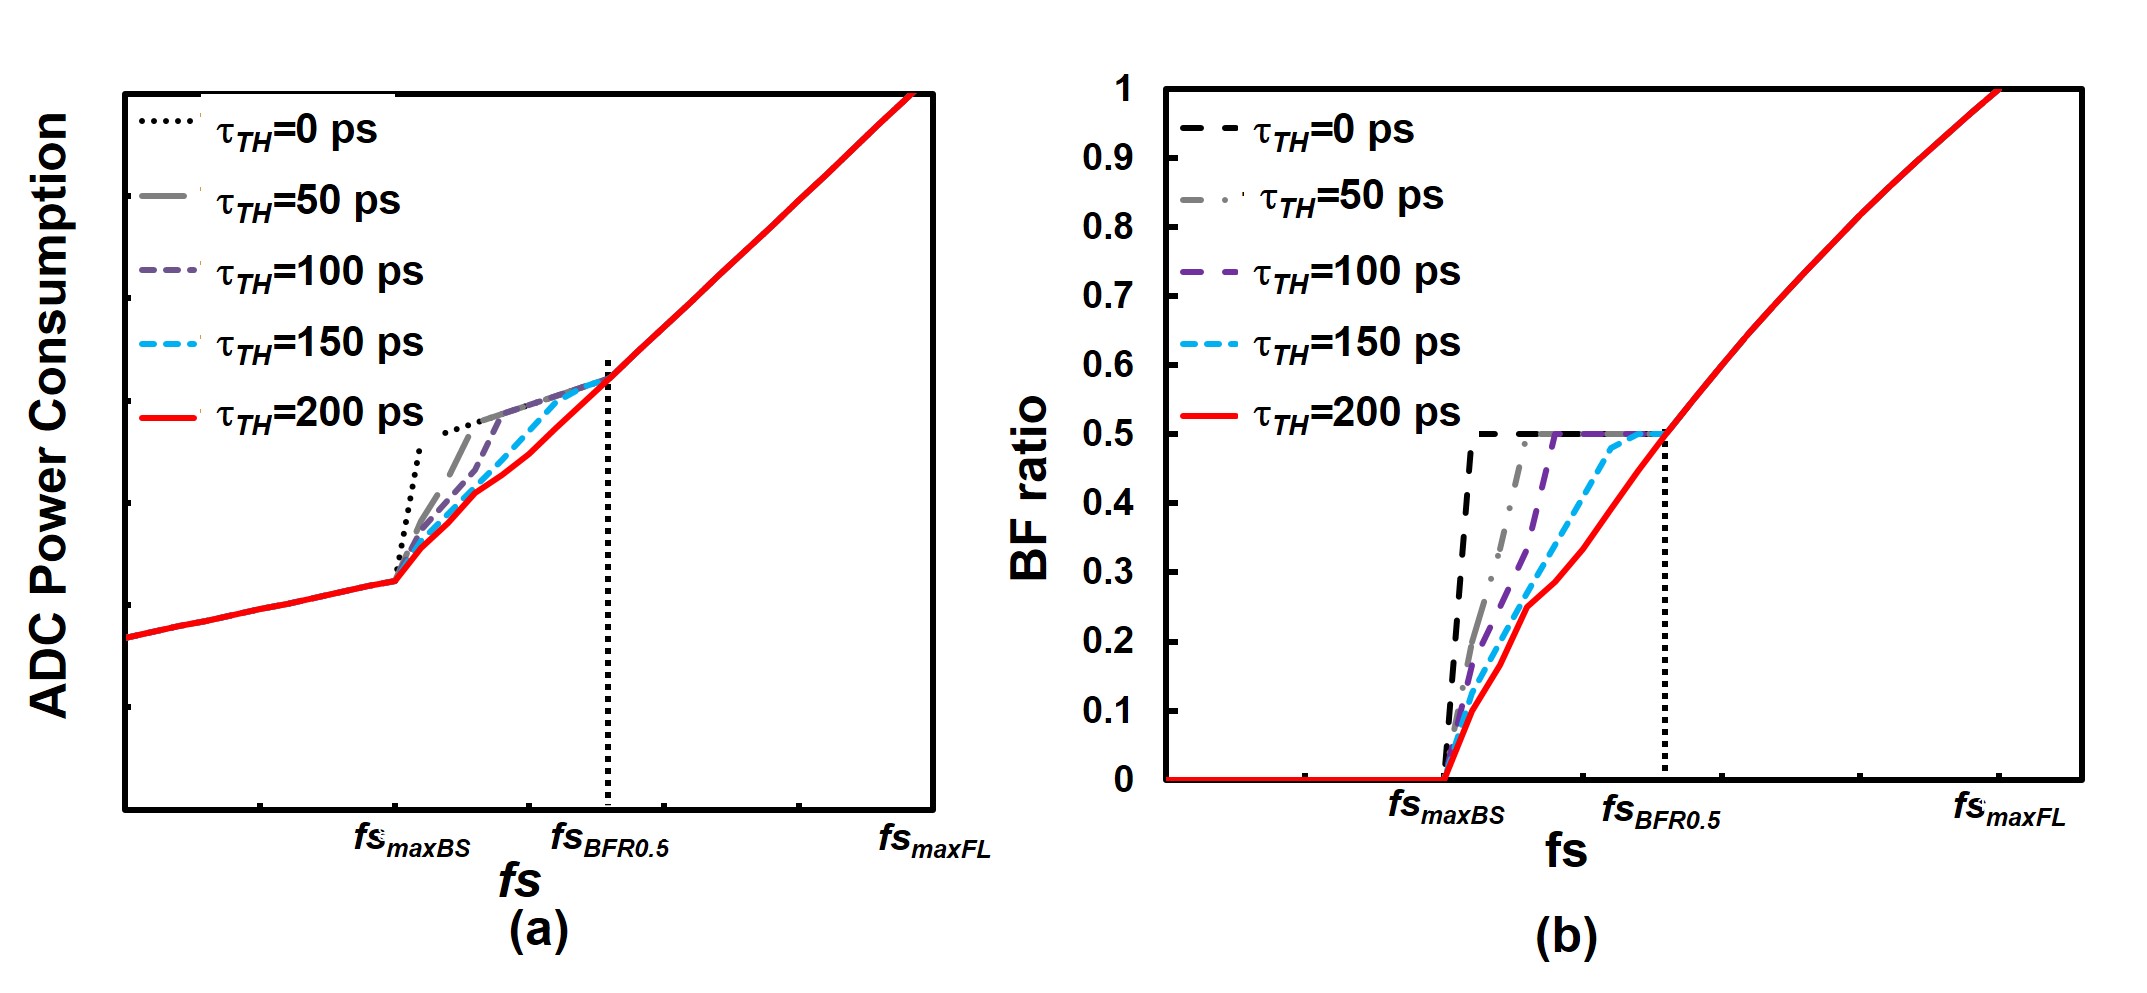 ADC Power Consumption
τTH=0 ps
τTH=50 ps
τTH=100 ps
τTH=150 ps
τTH=200 ps
fsmaxBS
fsBFR0.5
fsmaxFL
fs
(a)
BF ratio
1
0.9
0.8
0.7
0.6
0.5
0.4
0.3
0.2
0.1
0
τTH=0 ps
τTH=50 ps
τTH=100 ps
τTH=150 ps
τTH=200 ps
fsmaxBS
fsBFR0.5
fsmaxFL
fs
(b)